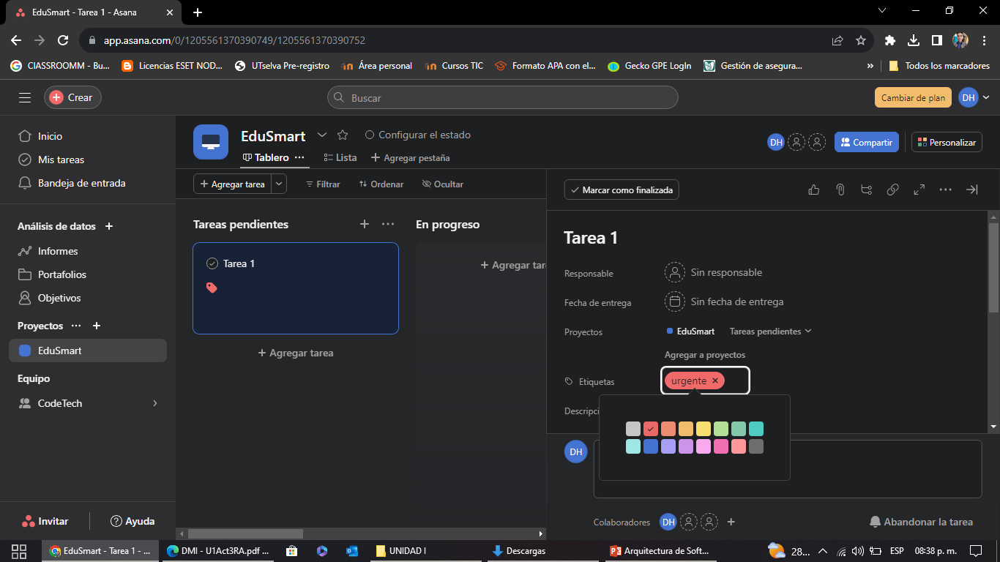 EduSmart - Tarea 1 - Asana
app.asana.com/0/1205561370390749/1205561370390752
ClASSROOMM - Bu...
Licencias ESET NOD...
UTselva Pre-registro
Área personal
Cursos TIC
Formato APA con el...
Gecko GPE LogIn
Gestión de asegura...
Todos los marcadores
Crear
Buscar
Cambiar de plan
DH
Inicio
Mis tareas
Bandeja de entrada
Análisis de datos
Informes
Portafolios
Objetivos
Proyectos
EduSmart
Equipo
CodeTech
Invitar
Ayuda
EduSmart
Configurar el estado
Tablero
Lista
Agregar pestaña
DH
Compartir
Personalizar
Agregar tarea
Filtrar
Ordenar
Ocultar
Tareas pendientes
Tarea 1
Agregar tarea
En progreso
Agregar tare
Marcar como finalizada
Tarea 1
Responsable
Sin responsable
Fecha de entrega
Sin fecha de entrega
Proyectos
EduSmart
Tareas pendientes
Agregar a proyectos
Etiquetas
urgente
Descripci
DH
Colaboradores
DH
Abandonar la tarea
EduSmart - Tarea 1 - ...
DMI - U1Act3RA.pdf ...
UNIDAD I
Descargas
Arquitectura de Soft...
28...
ESP
08:38 p. m.